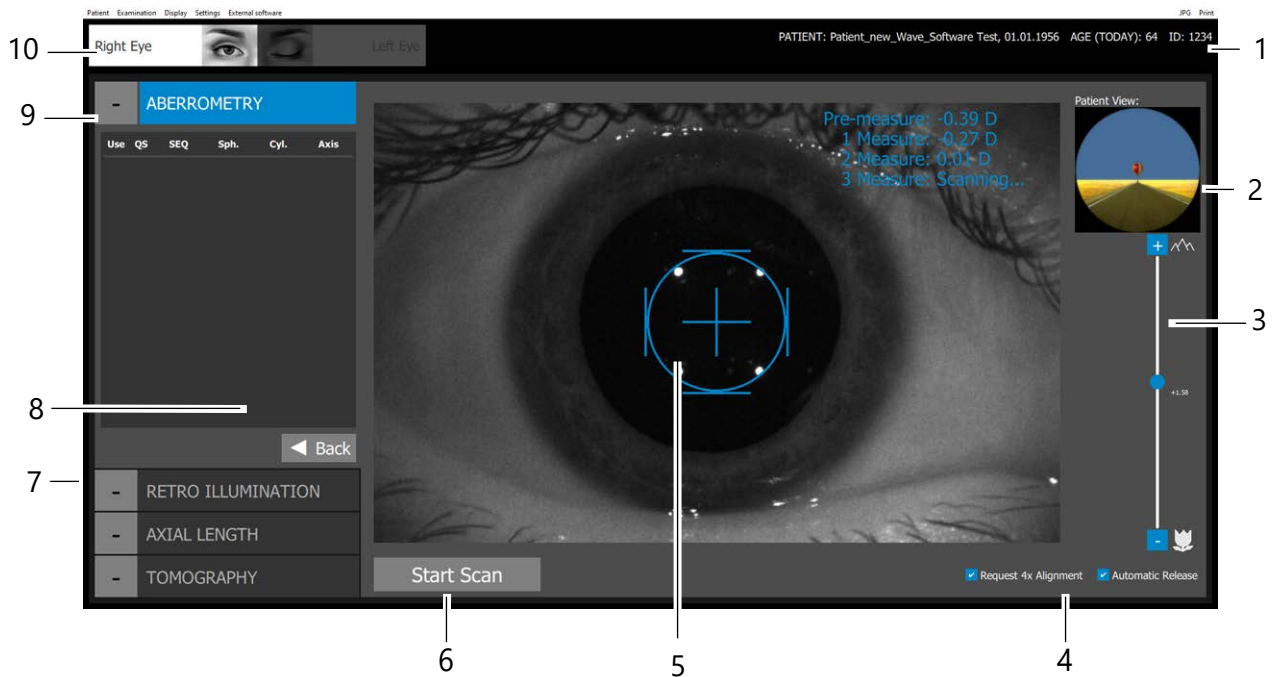 Patient Examination Display Settings External software JPG Print
10 Right Eye Left Eye PATIENT: Patient_new_Wave_Software Test, 01.01.1956 AGE (TODAY): 64 ID: 1234 1
9 - ABERROMETRY
Use QS SEQ Sph. Cyl. Axis
Pre-measure: -0.39 D
1 Measure: -0.27 D
2 Measure: 0.01 D
3 Measure: Scanning...
Patient View:
2
+
3
+1.58
-
8
◄ Back
7
- RETRO ILLUMINATION
- AXIAL LENGTH
- TOMOGRAPHY
Start Scan
Request 4x Alignment Automatic Release
6 5 4